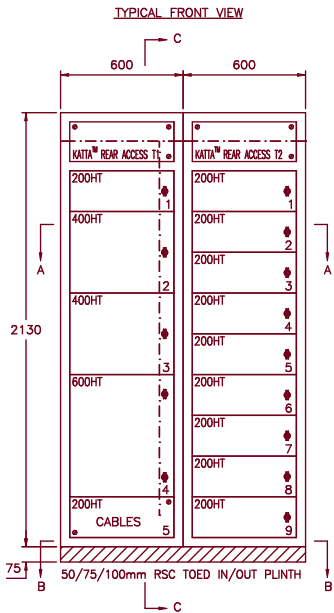 TYPICAL FRONT VIEW
C
600 600
KATTA™ REAR ACCESS T1 KATTA™ REAR ACCESS T2
200HT 200HT
1 1
400HT 200HT
2
A A
200HT
2 3
400HT 200HT
4
2130
200HT
3 5
600HT 200HT
6
200HT
7
200HT
4 8
200HT 200HT
CABLES
5 9
75
B B
50/75/100mm RSC TOED IN/OUT PLINTH
C